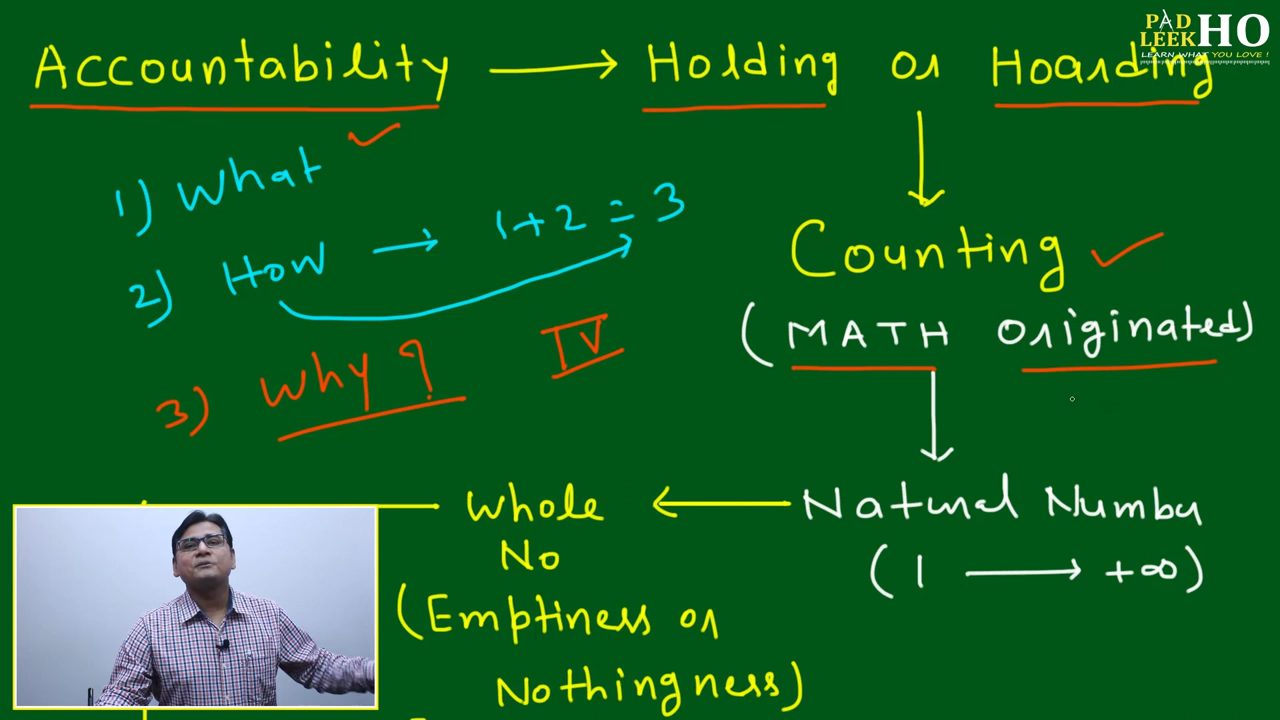 Accountability → Holding or Hoarding
PAD
LEEK HO
LEARN WHAT YOU LOVE !
1) What ✓
2) How → 1+2=3
3) Why ?
IV
Counting ✓
(MATH Originated)
Natural Number
(1 → +∞)
Whole
No
(Emptiness or
Nothingness)